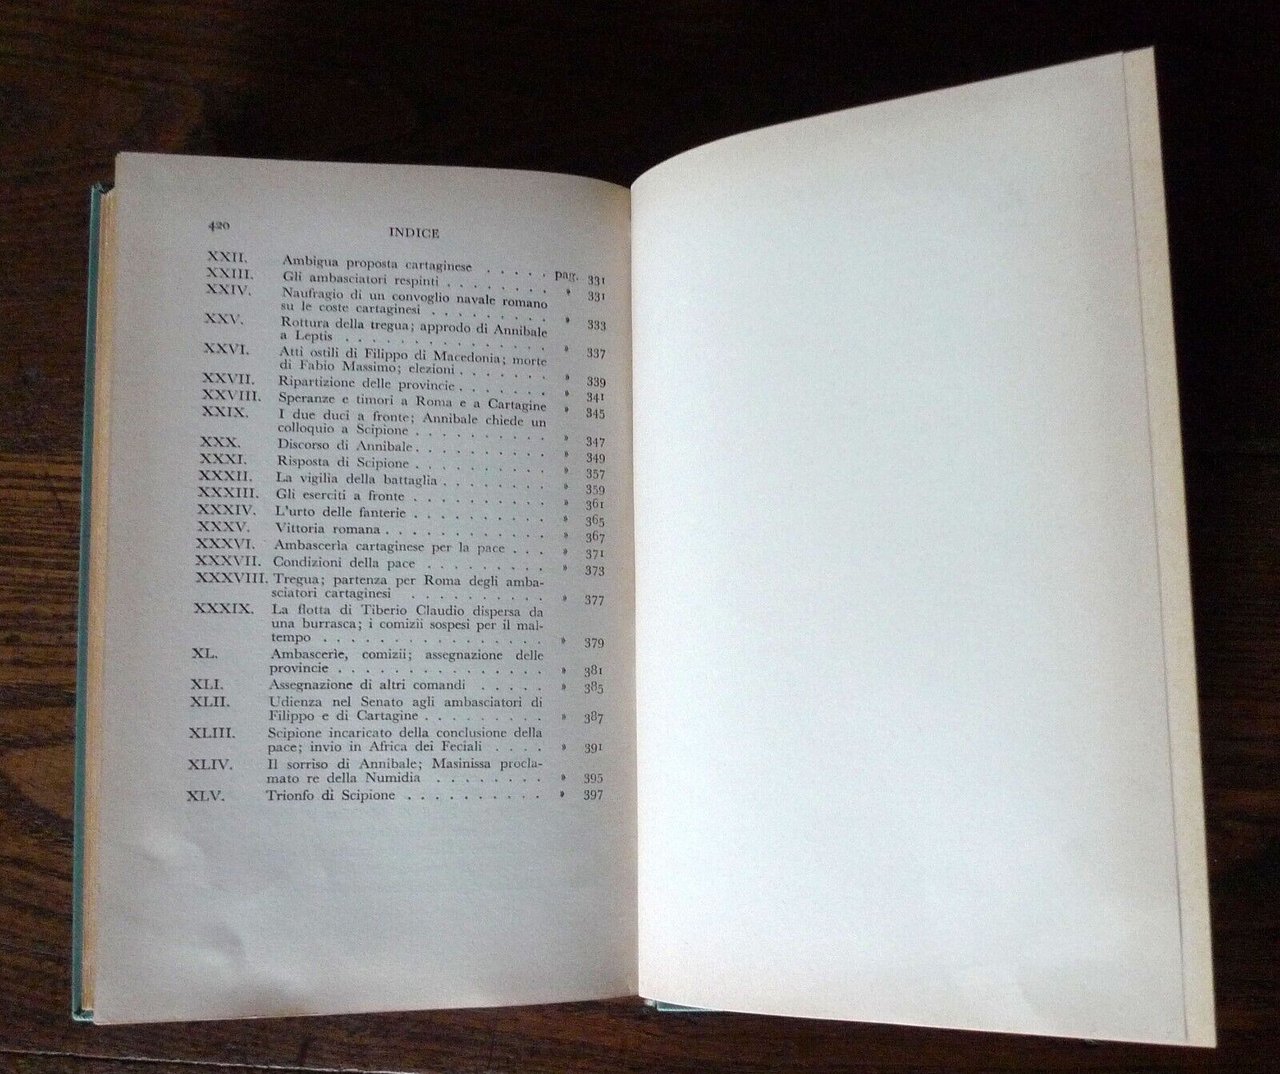 420
INDICE
XXII. Ambigua proposta cartaginese . . . . . pag. 331
XXIII. Gli ambasciatori respinti . . . . . . . . » 331
XXIV. Naufragio di un convoglio navale romano
su le coste cartaginesi . . . . . . . . . » 333
XXV. Rottura della tregua; approdo di Annibale
a Leptis . . . . . . . . . . . . . . » 337
XXVI. Atti ostili di Filippo di Macedonia; morte
di Fabio Massimo; elezioni . . . . . . . » 339
XXVII. Ripartizione delle provincie . . . . . . . » 341
XXVIII. Speranze e timori a Roma e a Cartagine » 345
XXIX. I due duci a fronte; Annibale chiede un
colloquio a Scipione . . . . . . . . . . » 347
XXX. Discorso di Annibale . . . . . . . . . . » 349
XXXI. Risposta di Scipione . . . . . . . . . . » 357
XXXII. La vigilia della battaglia . . . . . . . . » 359
XXXIII. Gli eserciti a fronte . . . . . . . . . . » 361
XXXIV. L'urto delle fanterie . . . . . . . . . . » 365
XXXV. Vittoria romana . . . . . . . . . . . . » 367
XXXVI. Ambascerìa cartaginese per la pace . . . » 371
XXXVII. Condizioni della pace . . . . . . . . . » 373
XXXVIII. Tregua; partenza per Roma degli amba-
sciatori cartaginesi . . . . . . . . . . » 377
XXXIX. La flotta di Tiberio Claudio dispersa da
una burrasca; i comizii sospesi per il mal-
tempo . . . . . . . . . . . . . . . . » 379
XL. Ambascerìe, comizii; assegnazione delle
provincie . . . . . . . . . . . . . . . » 381
XLI. Assegnazione di altri comandi . . . . . » 385
XLII. Udienza nel Senato agli ambasciatori di
Filippo e di Cartagine . . . . . . . . . » 387
XLIII. Scipione incaricato della conclusione della
pace; invio in Africa dei Feciali . . . . » 391
XLIV. Il sorriso di Annibale; Masinissa procla-
mato re della Numidia . . . . . . . . » 395
XLV. Trionfo di Scipione . . . . . . . . . . » 397